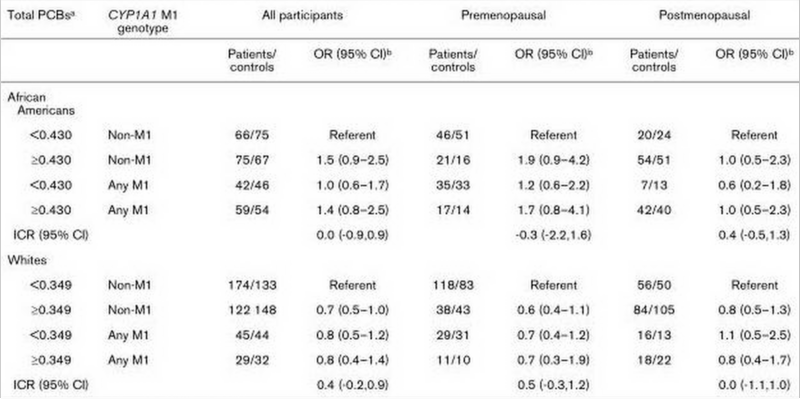 Total PCBsᵃ CYP1A1 M1 genotype All participants Premenopausal Postmenopausal
Patients/controls OR (95% CI)ᵇ Patients/controls OR (95% CI)ᵇ Patients/controls OR (95% CI)ᵇ
African Americans
<0.430 Non-M1 66/75 Referent 46/51 Referent 20/24 Referent
≥0.430 Non-M1 75/67 1.5 (0.9–2.5) 21/16 1.9 (0.9–4.2) 54/51 1.0 (0.5–2.3)
<0.430 Any M1 42/46 1.0 (0.6–1.7) 35/33 1.2 (0.6–2.2) 7/13 0.6 (0.2–1.8)
≥0.430 Any M1 59/54 1.4 (0.8–2.5) 17/14 1.7 (0.8–4.1) 42/40 1.0 (0.5–2.3)
ICR (95% CI) 0.0 (-0.9,0.9) -0.3 (-2.2,1.6) 0.4 (-0.5,1.3)
Whites
<0.349 Non-M1 174/133 Referent 118/83 Referent 56/50 Referent
≥0.349 Non-M1 122 148 0.7 (0.5–1.0) 38/43 0.6 (0.4–1.1) 84/105 0.8 (0.5–1.3)
<0.349 Any M1 45/44 0.8 (0.5–1.2) 29/31 0.7 (0.4–1.2) 16/13 1.1 (0.5–2.5)
≥0.349 Any M1 29/32 0.8 (0.4–1.4) 11/10 0.7 (0.3–1.9) 18/22 0.8 (0.4–1.7)
ICR (95% CI) 0.4 (-0.2,0.9) 0.5 (-0.3,1.2) 0.0 (-1.1,1.0)